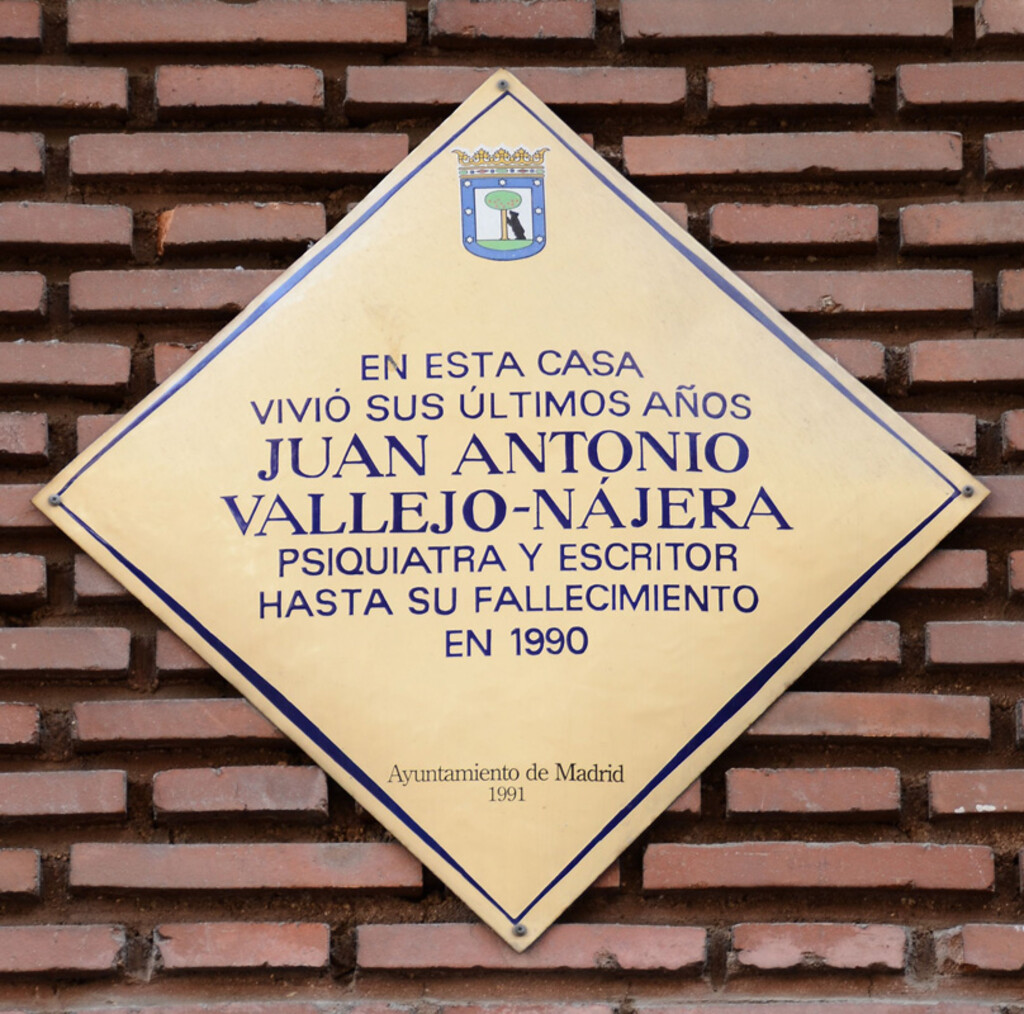 EN ESTA CASA
VIVIÓ SUS ÚLTIMOS AÑOS
JUAN ANTONIO
VALLEJO-NÁJERA
PSIQUIATRA Y ESCRITOR
HASTA SU FALLECIMIENTO
EN 1990
Ayuntamiento de Madrid
1991